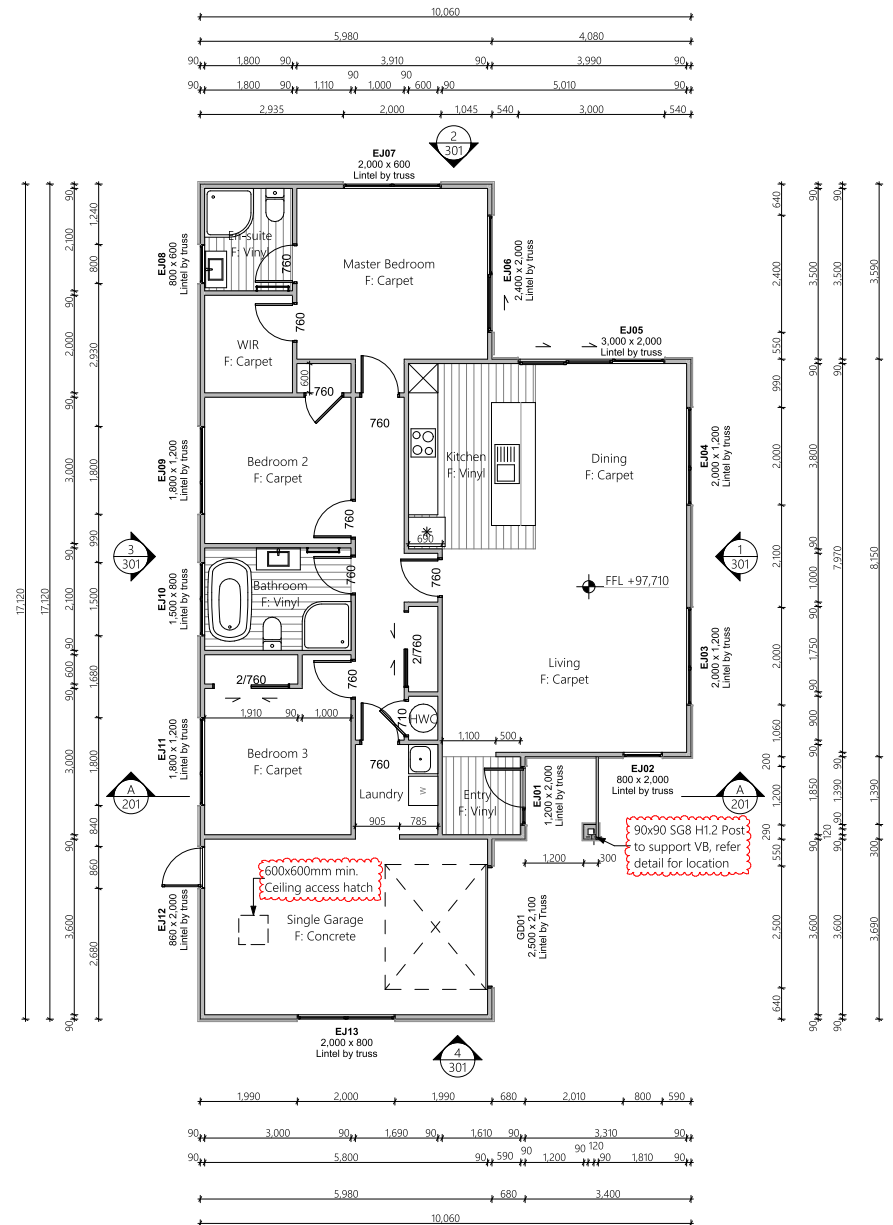 10,060
5,980 4,080
90 1,800 90 3,910 90 3,990 90
90 1,800 90 1,110 90 1,000 90 600 90 5,010 90
2,935 2,000 1,045 540 3,000 540
2
301
EJ07
2,000 x 600
Lintel by truss
EJ08
800 x 600
Lintel by truss
En-suite
F: Vinyl
760
Master Bedroom
F: Carpet
EJ06
2,400 x 2,000
Lintel by truss
EJ05
3,000 x 2,000
Lintel by truss
WIR
F: Carpet
760
600
760
760
EJ09
1,800 x 1,200
Lintel by truss
Bedroom 2
F: Carpet
760
Kitchen
F: Vinyl
690
Dining
F: Carpet
EJ04
2,000 x 1,200
Lintel by truss
3
301
1
301
EJ10
1,500 x 800
Lintel by truss
Bathroom
F: Vinyl
760
760
FFL +97,710
2/760
2/760
760
Living
F: Carpet
EJ03
2,000 x 1,200
Lintel by truss
1,910 90 1,000
710
HWC
1,100 500
EJ11
1,800 x 1,200
Lintel by truss
Bedroom 3
F: Carpet
760
Laundry
W
905 785
Entry
F: Vinyl
EJ01
1,200 x 2,000
Lintel by truss
EJ02
800 x 2,000
Lintel by truss
A
201
A
201
90x90 SG8 H1.2 Post
to support VB, refer
detail for location
1,200 300
600x600mm min.
Ceiling access hatch
Single Garage
F: Concrete
EJ12
860 x 2,000
Lintel by truss
GD01
2,500 x 2,100
Lintel by Truss
EJ13
2,000 x 800
Lintel by truss
4
301
17,120
17,120
90 2,100 90 2,000 90 3,000 90 2,100 90 600 90 3,000 90 3,600 90
1,240 800 2,930 1,800 990 1,500 1,680 1,800 840 860 2,680
640 2,400 550 990 2,000 2,100 2,000 1,060 200 1,200 290 550 2,500 640
90 3,500 90 3,800 90 1,000 90 1,750 90 900 90 1,850 120 90 3,600 90
90 3,500 90 7,970 90 1,390 90 3,600 90
3,590 8,150 1,390 300 3,690
1,990 2,000 1,990 680 2,010 800 590
90 3,000 90 1,690 90 1,610 90 3,310 90
90 5,800 90 590 90 1,200 90 120 90 1,810 90
5,980 680 3,400
10,060